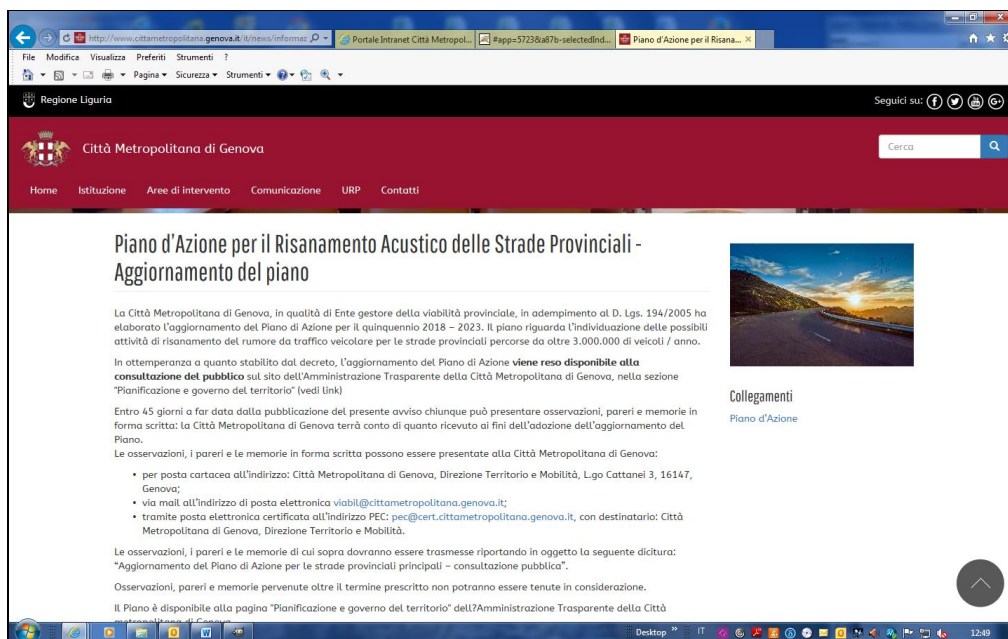 http://www.cittametropolitana.genova.it/it/news/informaz
Portale Intranet Città Metropol...
#app=5723&a87b-selectedInd...
Piano d'Azione per il Risana...
File Modifica Visualizza Preferiti Strumenti ?
Pagina Sicurezza Strumenti
Regione Liguria
Seguici su:
Città Metropolitana di Genova
Cerca
Home Istituzione Aree di intervento Comunicazione URP Contatti
Piano d'Azione per il Risanamento Acustico delle Strade Provinciali -
Aggiornamento del piano
La Città Metropolitana di Genova, in qualità di Ente gestore della viabilità provinciale, in adempimento al D. Lgs. 194/2005 ha
elaborato l'aggiornamento del Piano di Azione per il quinquennio 2018 – 2023. Il piano riguarda l'individuazione delle possibili
attività di risanamento del rumore da traffico veicolare per le strade provinciali percorse da oltre 3.000.000 di veicoli / anno.
In ottemperanza a quanto stabilito dal decreto, l'aggiornamento del Piano di Azione viene reso disponibile alla
consultazione del pubblico sul sito dell'Amministrazione Trasparente della Città Metropolitana di Genova, nella sezione
"Pianificazione e governo del territorio" (vedi link)
Entro 45 giorni a far data dalla pubblicazione del presente avviso chiunque può presentare osservazioni, pareri e memorie in
forma scritta: la Città Metropolitana di Genova terrà conto di quanto ricevuto ai fini dell'adozione dell'aggiornamento del
Piano.
Le osservazioni, i pareri e le memorie in forma scritta possono essere presentate alla Città Metropolitana di Genova:
• per posta cartacea all'indirizzo: Città Metropolitana di Genova, Direzione Territorio e Mobilità, L.go Cattanei 3, 16147,
Genova;
• via mail all'indirizzo di posta elettronica viabil@cittametropolitana.genova.it;
• tramite posta elettronica certificata all'indirizzo PEC: pec@cert.cittametropolitana.genova.it, con destinatario: Città
Metropolitana di Genova, Direzione Territorio e Mobilità.
Le osservazioni, i pareri e le memorie di cui sopra dovranno essere trasmesse riportando in oggetto la seguente dicitura:
"Aggiornamento del Piano di Azione per le strade provinciali principali – consultazione pubblica".
Osservazioni, pareri e memorie pervenute oltre il termine prescritto non potranno essere tenute in considerazione.
Il Piano è disponibile alla pagina "Pianificazione e governo del territorio" dell?Amministrazione Trasparente della Città
metropolitana di Genova
Collegamenti
Piano d'Azione
Desktop IT 12:49